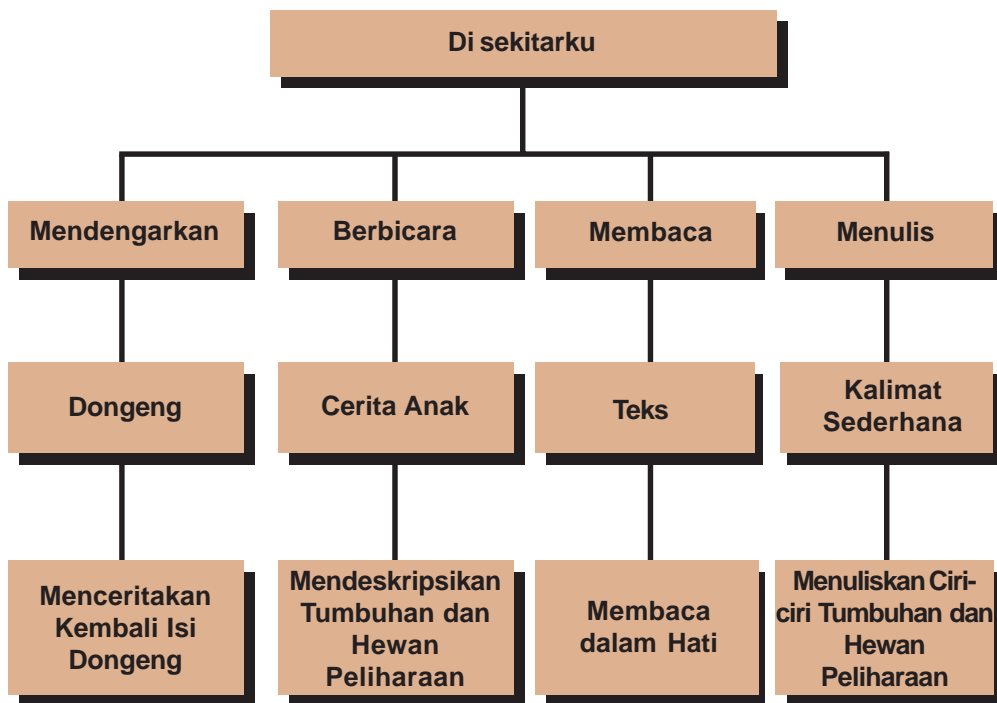 Di sekitarku
Mendengarkan
Berbicara
Membaca
Menulis
Dongeng
Cerita Anak
Teks
Kalimat
Sederhana
Menceritakan
Kembali Isi
Dongeng
Mendeskripsikan
Tumbuhan dan
Hewan
Peliharaan
Membaca
dalam Hati
Menuliskan Ciri-
ciri Tumbuhan dan
Hewan
Peliharaan